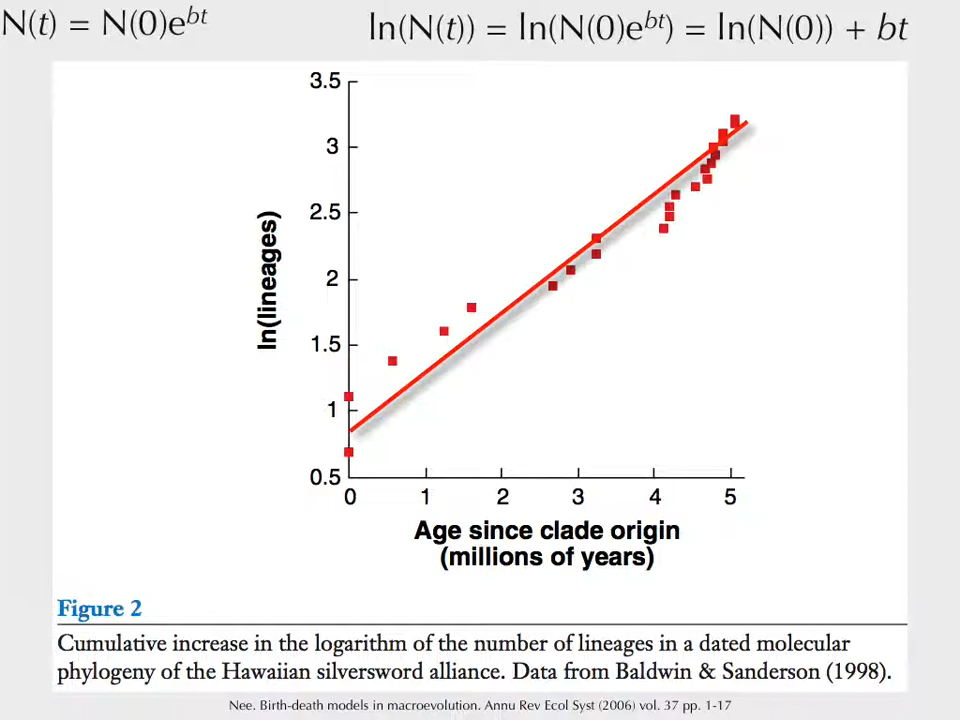 N(t) = N(0)e^bt
ln(N(t)) = ln(N(0)e^bt) = ln(N(0)) + bt
3.5
3
2.5
2
1.5
1
0.5
ln(lineages)
0 1 2 3 4 5
Age since clade origin
(millions of years)
Figure 2
Cumulative increase in the logarithm of the number of lineages in a dated molecular
phylogeny of the Hawaiian silversword alliance. Data from Baldwin & Sanderson (1998).
Nee. Birth-death models in macroevolution. Annu Rev Ecol Syst (2006) vol. 37 pp. 1-17